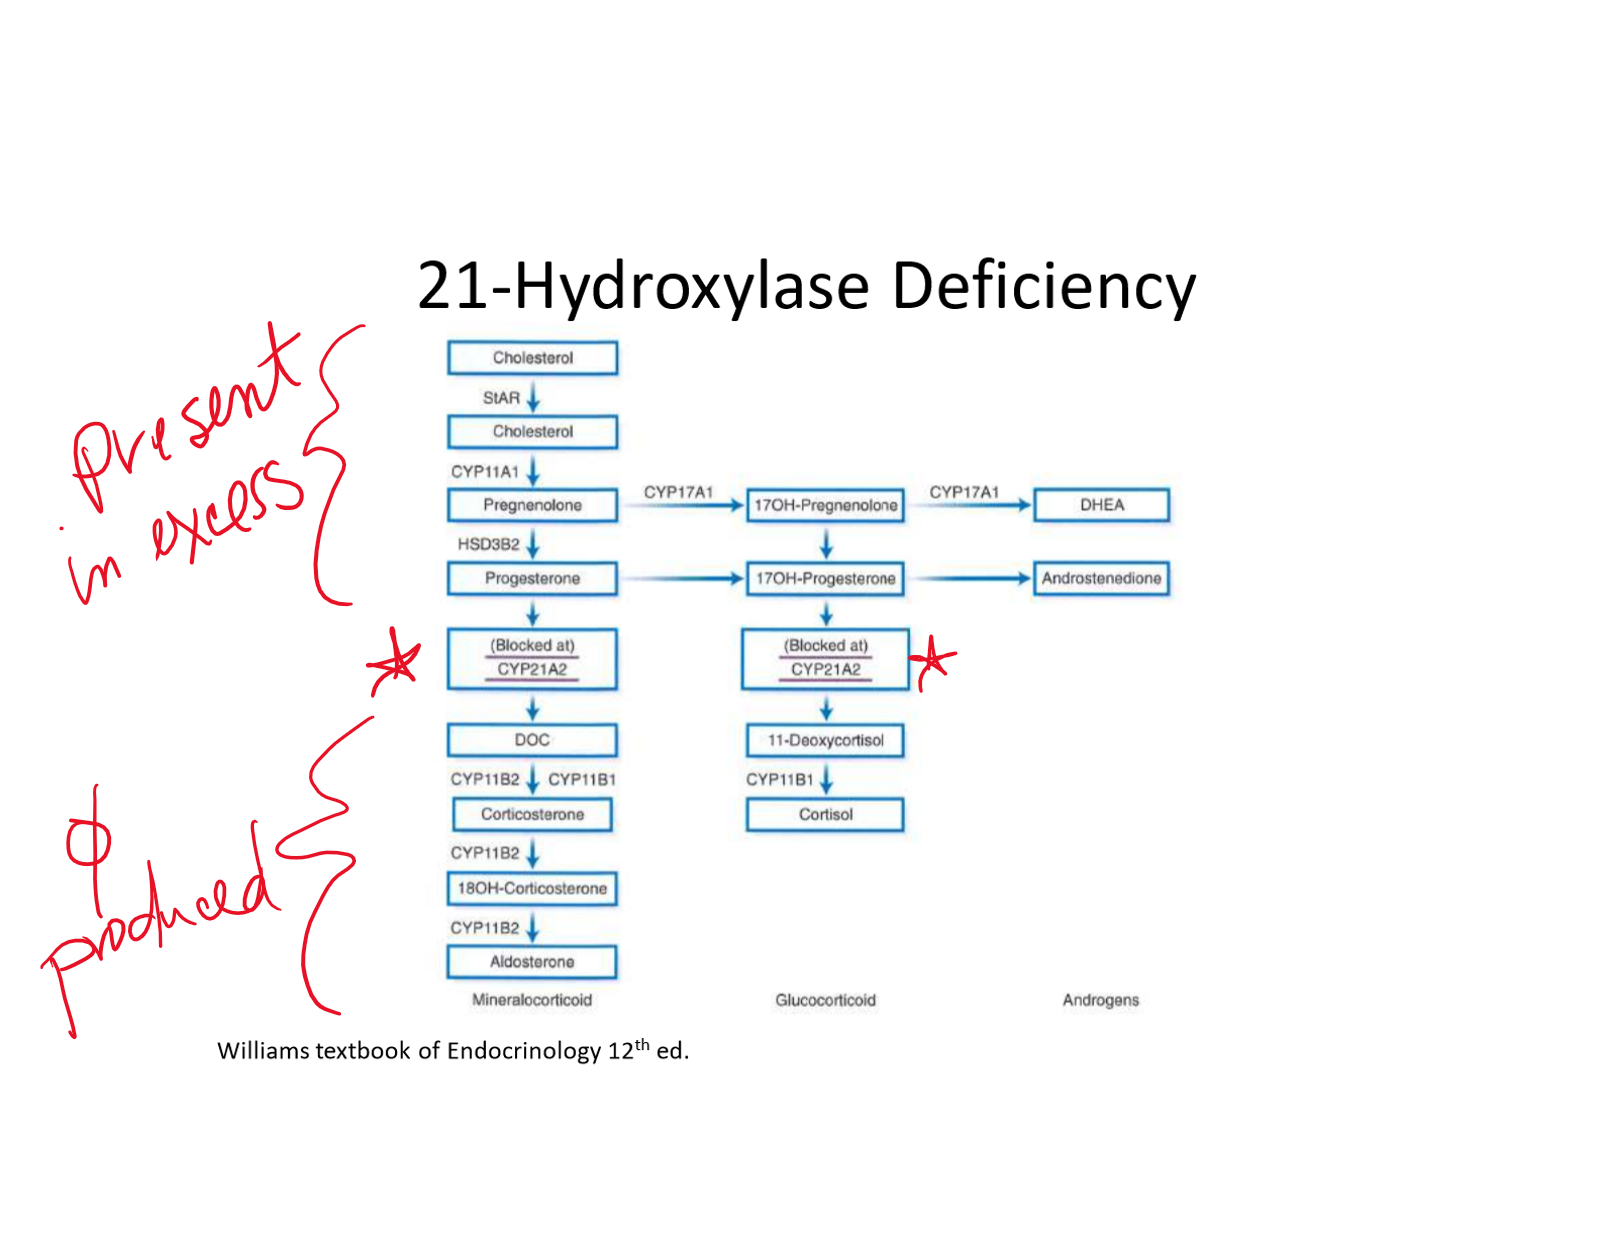 21-Hydroxylase Deficiency
present
in excess
Cholesterol
StAR
Cholesterol
CYP11A1
Pregnenolone CYP17A1 17OH-Pregnenolone CYP17A1 DHEA
HSD3B2
Progesterone 17OH-Progesterone Androstenedione
(Blocked at) (Blocked at)
CYP21A2 CYP21A2
DOC 11-Deoxycortisol
CYP11B2 CYP11B1 CYP11B1
Corticosterone Cortisol
ϕ
produced
CYP11B2
18OH-Corticosterone
CYP11B2
Aldosterone
Mineralocorticoid Glucocorticoid Androgens
Williams textbook of Endocrinology 12th ed.